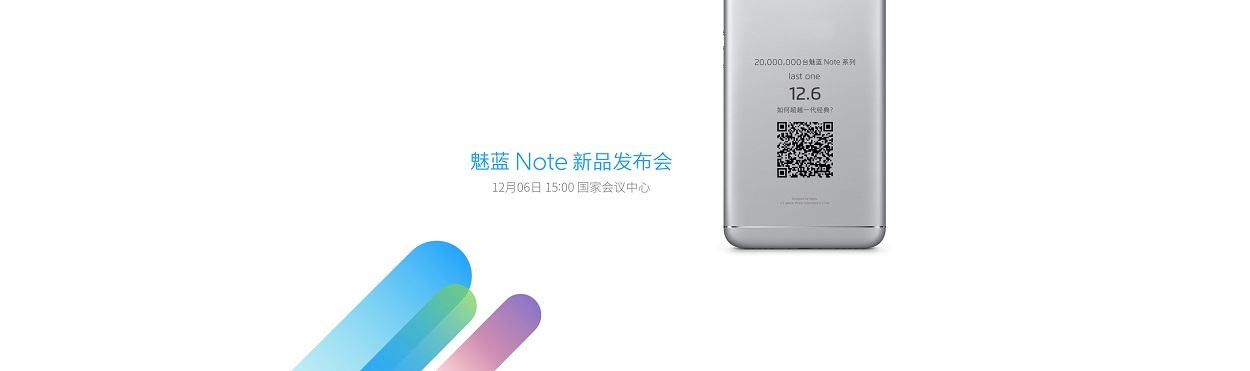 魅蓝 Note 新品发布会
12月06日 15:00 国家会议中心
20,000,000台魅蓝 Note 系列
last one
12.6
如何超越一代经典?